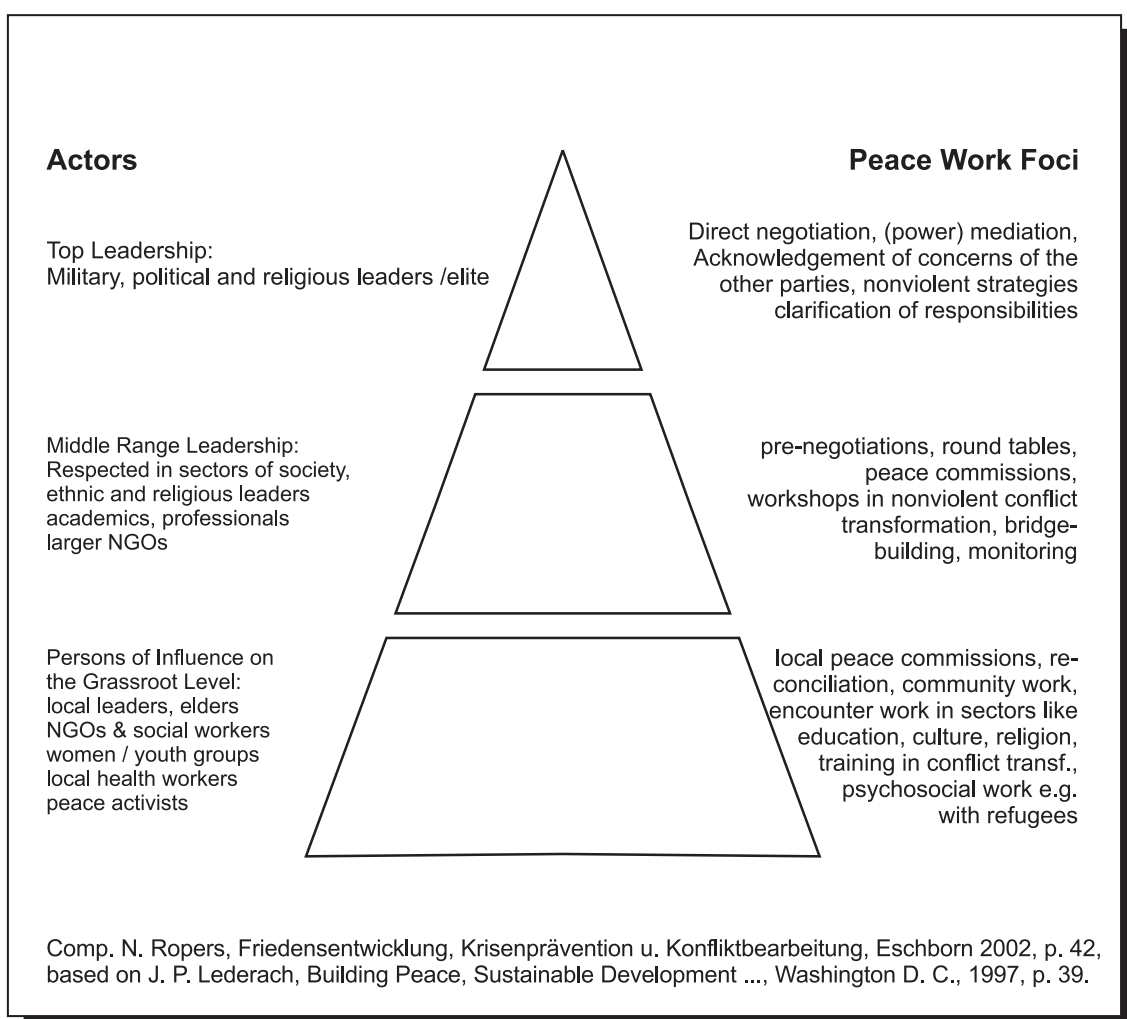 Actors
Top Leadership:
Military, political and religious leaders /elite
Middle Range Leadership:
Respected in sectors of society,
ethnic and religious leaders
academics, professionals
larger NGOs
Persons of Influence on
the Grassroot Level:
local leaders, elders
NGOs & social workers
women / youth groups
local health workers
peace activists
Peace Work Foci
Direct negotiation, (power) mediation,
Acknowledgement of concerns of the
other parties, nonviolent strategies
clarification of responsibilities
pre-negotiations, round tables,
peace commissions,
workshops in nonviolent conflict
transformation, bridge-
building, monitoring
local peace commissions, re-
conciliation, community work,
encounter work in sectors like
education, culture, religion,
training in conflict transf.,
psychosocial work e.g.
with refugees
Comp. N. Ropers, Friedensentwicklung, Krisenprävention u. Konfliktbearbeitung, Eschborn 2002, p. 42,
based on J. P. Lederach, Building Peace, Sustainable Development ..., Washington D. C., 1997, p. 39.